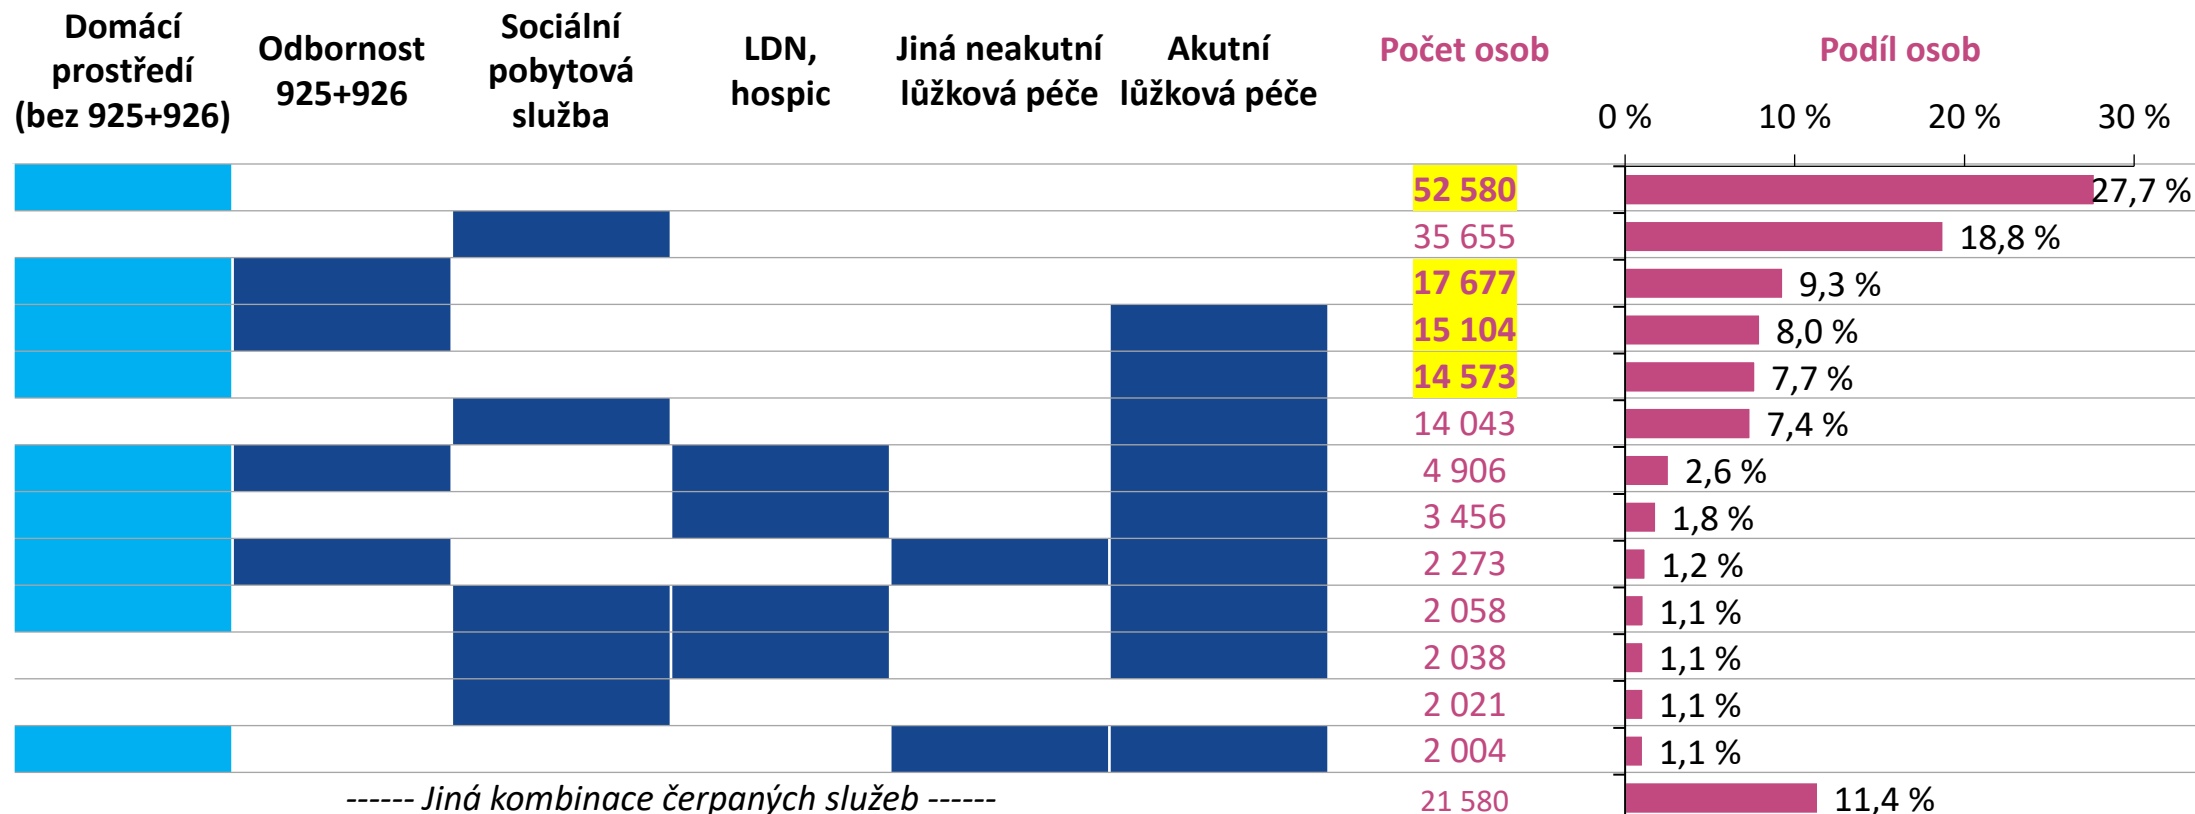 Domácí
prostředí
(bez 925+926)
Odbornost
925+926
Sociální
pobytová
služba
LDN,
hospic
Jiná neakutní
lůžková péče
Akutní
lůžková péče
Počet osob
Podíl osob
0 %
10 %
20 %
30 %
52 580
27,7 %
35 655
18,8 %
17 677
9,3 %
15 104
8,0 %
14 573
7,7 %
14 043
7,4 %
4 906
2,6 %
3 456
1,8 %
2 273
1,2 %
2 058
1,1 %
2 038
1,1 %
2 021
1,1 %
2 004
1,1 %
------ Jiná kombinace čerpaných služeb ------
21 580
11,4 %